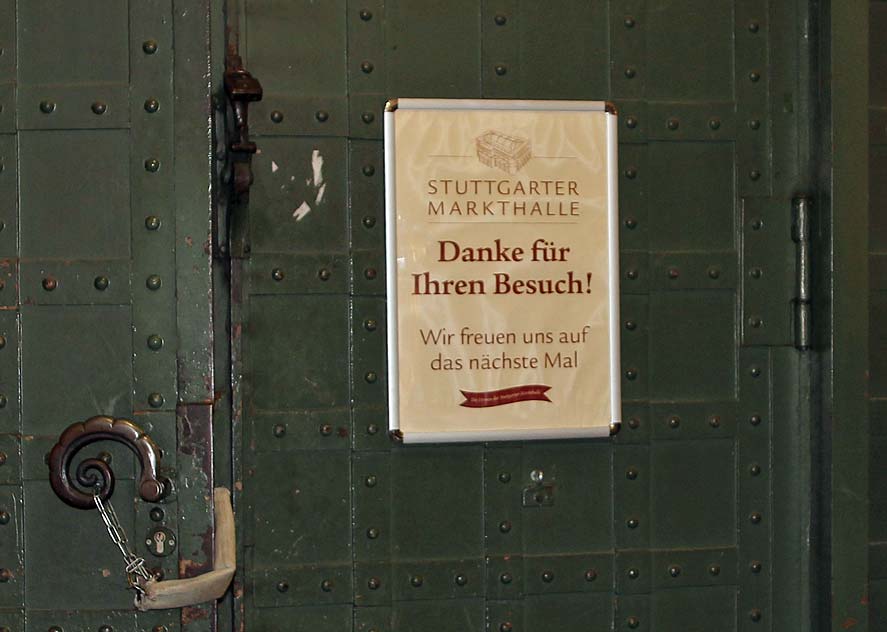 STUTTGARTER
MARKTHALLE
Danke für
Ihren Besuch!
Wir freuen uns auf
das nächste Mal